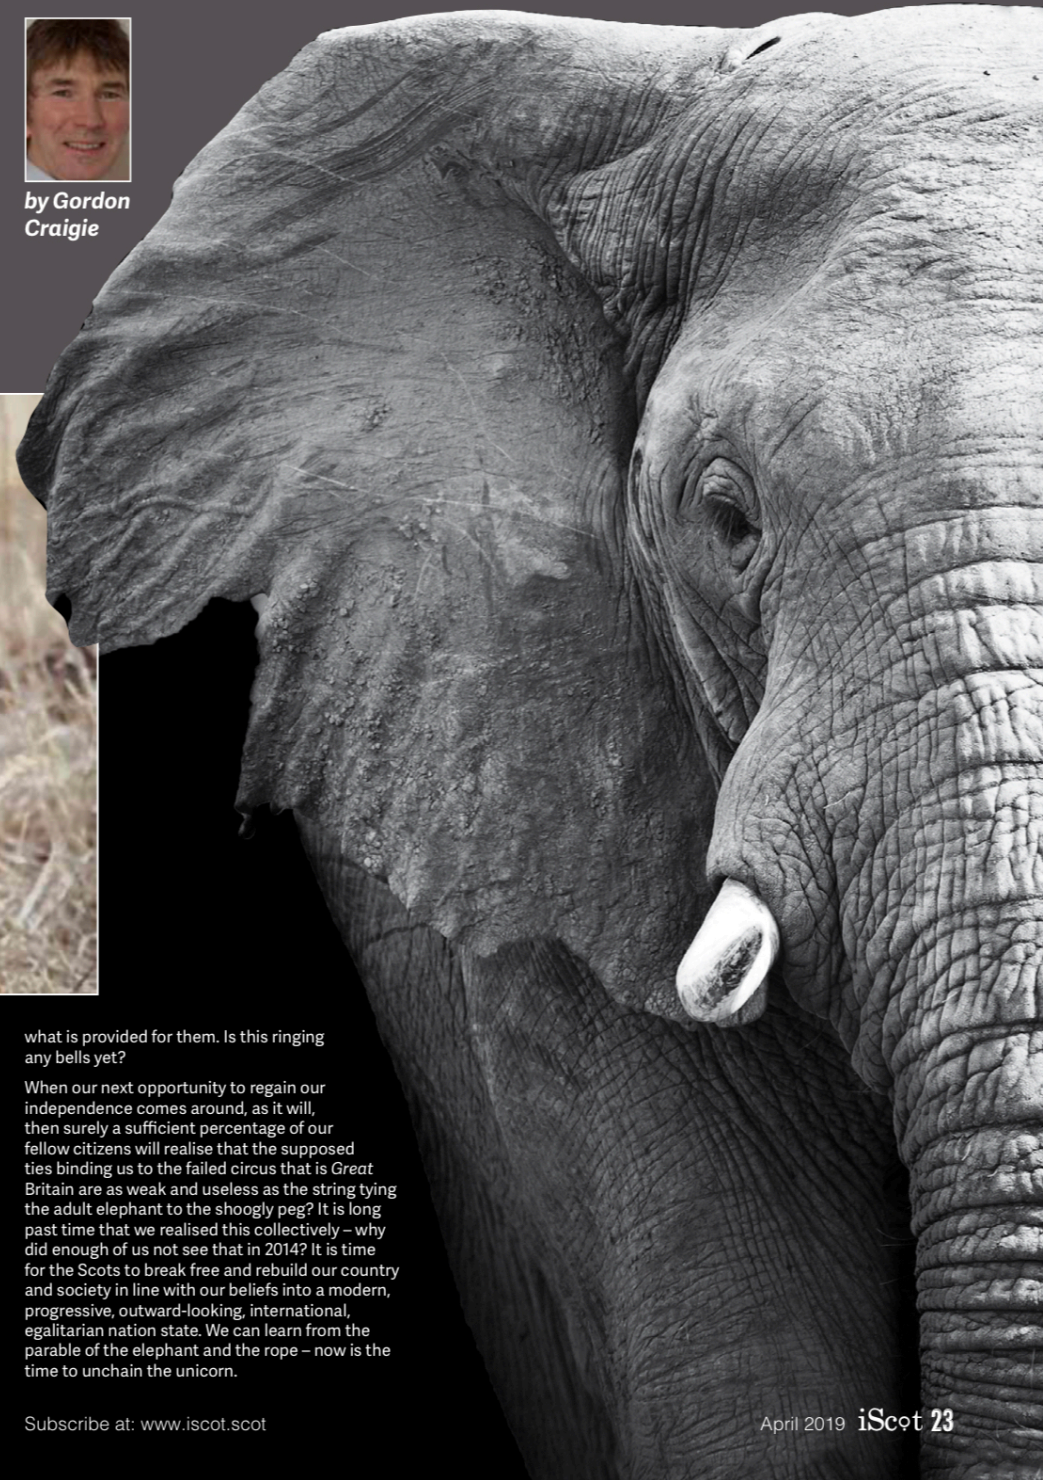 by Gordon
Craigie
what is provided for them. Is this ringing
any bells yet?
When our next opportunity to regain our
independence comes around, as it will,
then surely a sufficient percentage of our
fellow citizens will realise that the supposed
ties binding us to the failed circus that is Great
Britain are as weak and useless as the string tying
the adult elephant to the shoogly peg? It is long
past time that we realised this collectively – why
did enough of us not see that in 2014? It is time
for the Scots to break free and rebuild our country
and society in line with our beliefs into a modern,
progressive, outward-looking, international,
egalitarian nation state. We can learn from the
parable of the elephant and the rope – now is the
time to unchain the unicorn.
Subscribe at: www.iscot.scot
April 2019 iScot 23